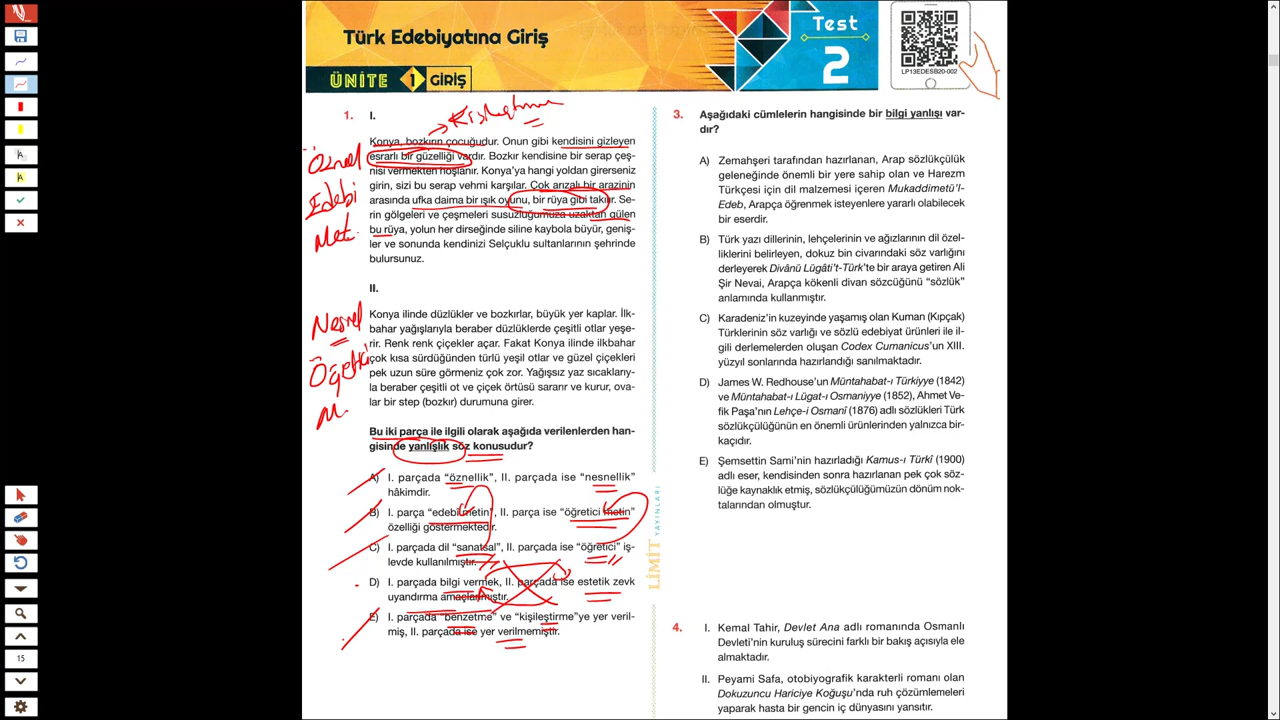 Türk Edebiyatına Giriş
ÜNİTE 1 GİRİŞ
Test
2
LP13EDESB20-002
1. I.
Kişileştirme
Konya, bozkırın çocuğudur. Onun gibi kendisini gizleyen
esrarlı bir güzelliği vardır. Bozkır kendisine bir serap çeş-
nisi vermekten hoşlanır. Konya'ya hangi yoldan girerseniz
girin, sizi bu serap vehmi karşılar. Çok arızalı bir arazinin
arasında ufka daima bir ışık oyunu, bir rüya gibi takılır. Se-
rin gölgeleri ve çeşmeleri susuzluğumuza uzaktan gülen
bu rüya, yolun her dirseğinde siline kaybola büyür, geniş-
ler ve sonunda kendinizi Selçuklu sultanlarının şehrinde
bulursunuz.
Öznel
Edebi
Met.
II.
Konya ilinde düzlükler ve bozkırlar, büyük yer kaplar. İlk-
bahar yağışlarıyla beraber düzlüklerde çeşitli otlar yeşe-
rir. Renk renk çiçekler açar. Fakat Konya ilinde ilkbahar
çok kısa sürdüğünden türlü yeşil otlar ve güzel çiçekleri
pek uzun süre görmeniz çok zor. Yağışsız yaz sıcaklarıy-
la beraber çeşitli ot ve çiçek örtüsü sararır ve kurur, ova-
lar bir step (bozkır) durumuna girer.
Nesnel
M.
Bu iki parça ile ilgili olarak aşağıda verilenlerden han-
gisinde yanlışlık söz konusudur?
A) I. parçada "öznellik", II. parçada ise "nesnellik"
hâkimdir.
B) I. parça "edebî metin", II. parça ise "öğretici metin"
özelliği göstermektedir.
C) I. parçada dil "sanatsal", II. parçada ise "öğretici" iş-
levde kullanılmıştır.
D) I. parçada bilgi vermek, II. parçada ise estetik zevk
uyandırma amaçlanmıştır.
E) I. parçada "benzetme" ve "kişileştirme"ye yer veril-
miş, II. parçada ise yer verilmemiştir.
3. Aşağıdaki cümlelerin hangisinde bir bilgi yanlışı var-
dır?
A) Zemahşeri tarafından hazırlanan, Arap sözlükçülük
geleneğinde önemli bir yere sahip olan ve Harezm
Türkçesi için dil malzemesi içeren Mukaddimetü'l-
Edeb, Arapça öğrenmek isteyenlere yararlı olabilecek
bir eserdir.
B) Türk yazı dillerinin, lehçelerinin ve ağızlarının dil özel-
liklerini belirleyen, dokuz bin civarındaki söz varlığını
derleyerek Divânü Lügâti't-Türk'te bir araya getiren Ali
Şir Nevai, Arapça kökenli divan sözcüğünü "sözlük"
anlamında kullanmıştır.
C) Karadeniz'in kuzeyinde yaşamış olan Kuman (Kıpçak)
Türklerinin söz varlığı ve sözlü edebiyat ürünleri ile il-
gili derlemelerden oluşan Codex Cumanicus'un XIII.
yüzyıl sonlarında hazırlandığı sanılmaktadır.
D) James W. Redhouse'un Müntahabat-ı Türkiyye (1842)
ve Müntahabat-ı Lügat-ı Osmaniyye (1852), Ahmet Ve-
fik Paşa'nın Lehçe-i Osmanî (1876) adlı sözlükleri Türk
sözlükçülüğünün en önemli ürünlerinden yalnızca bir-
kaçıdır.
E) Şemsettin Sami'nin hazırladığı Kamus-ı Türkî (1900)
adlı eser, kendisinden sonra hazırlanan pek çok söz-
lüğe kaynaklık etmiş, sözlükçülüğümüzün dönüm nok-
talarından olmuştur.
LİMİT YAYINLARI
4. I. Kemal Tahir, Devlet Ana adlı romanında Osmanlı
Devleti'nin kuruluş sürecini farklı bir bakış açısıyla ele
almaktadır.
II. Peyami Safa, otobiyografik karakterli romanı olan
Dokuzuncu Hariciye Koğuşu'nda ruh çözümlemeleri
yaparak hasta bir gencin iç dünyasını yansıtır.
15